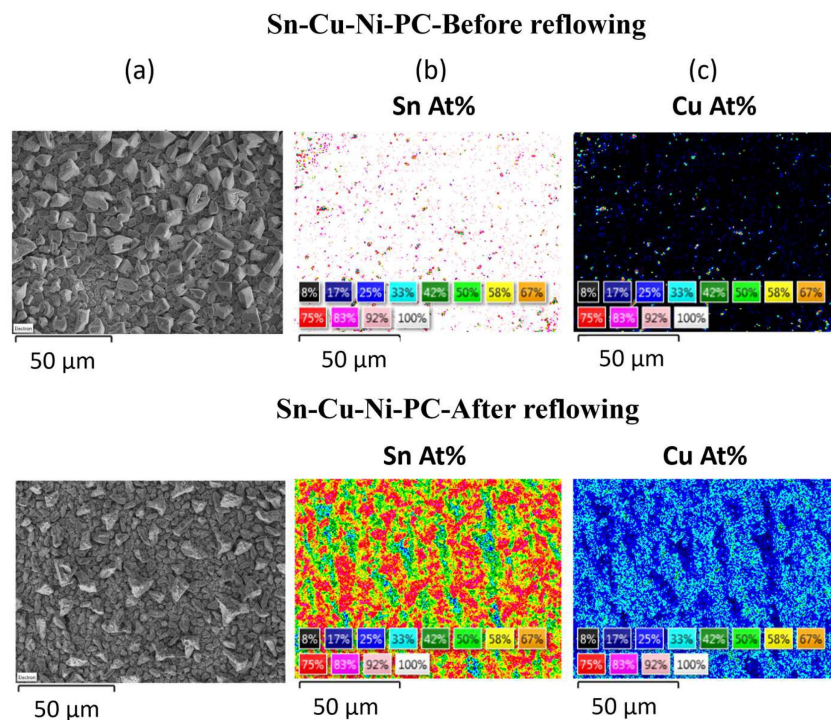 Sn-Cu-Ni-PC-Before reflowing
(a) (b) (c)
Sn At% Cu At%
8% 17% 25% 33% 42% 50% 58% 67%
75% 83% 92% 100%
8% 17% 25% 33% 42% 50% 58% 67%
75% 83% 92% 100%
Electron
50 µm 50 µm 50 µm
Sn-Cu-Ni-PC-After reflowing
Sn At% Cu At%
8% 17% 25% 33% 42% 50% 58% 67%
75% 83% 92% 100%
8% 17% 25% 33% 42% 50% 58% 67%
75% 83% 92% 100%
Electron
50 µm 50 µm 50 µm